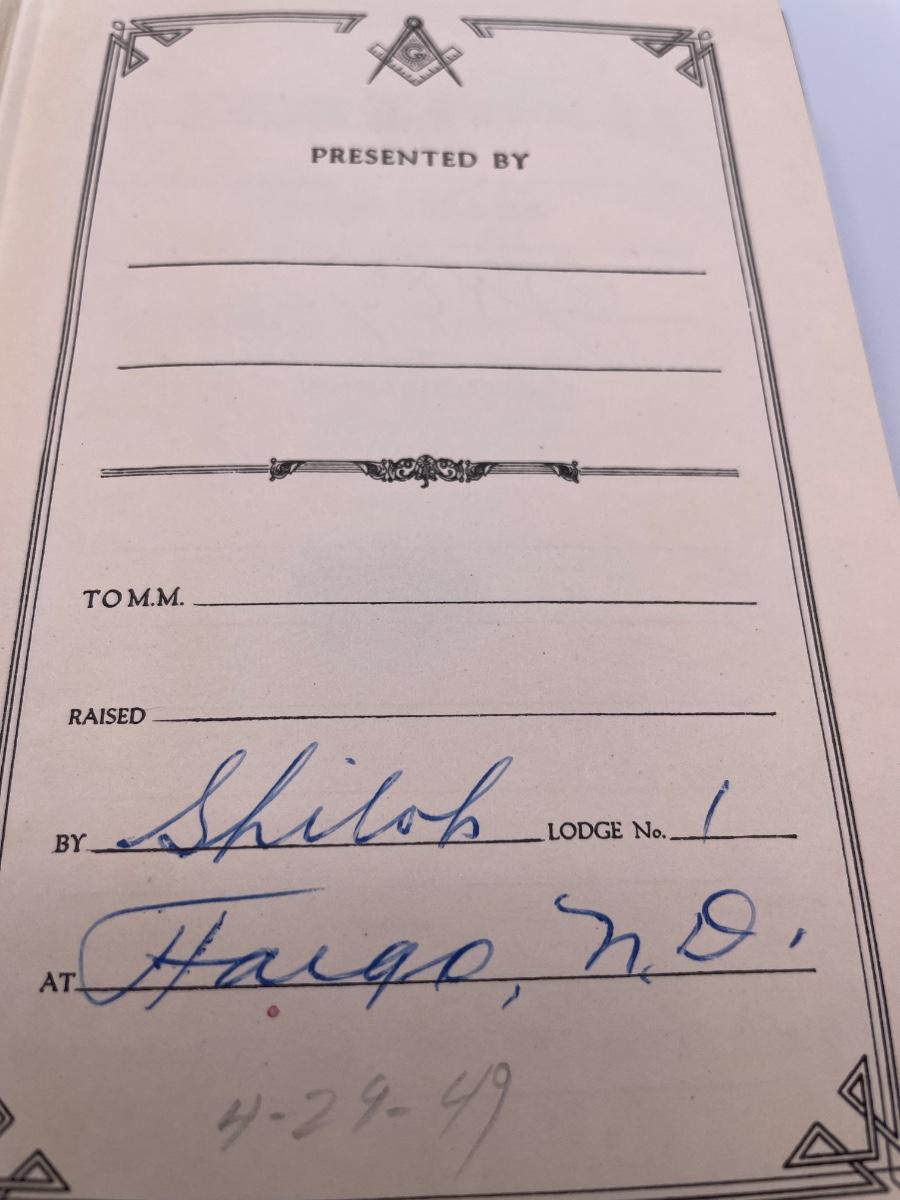 G
PRESENTED BY
TO M.M.
RAISED
BY Shiloh LODGE No. 1
AT Fargo, N.D.
4-29-49